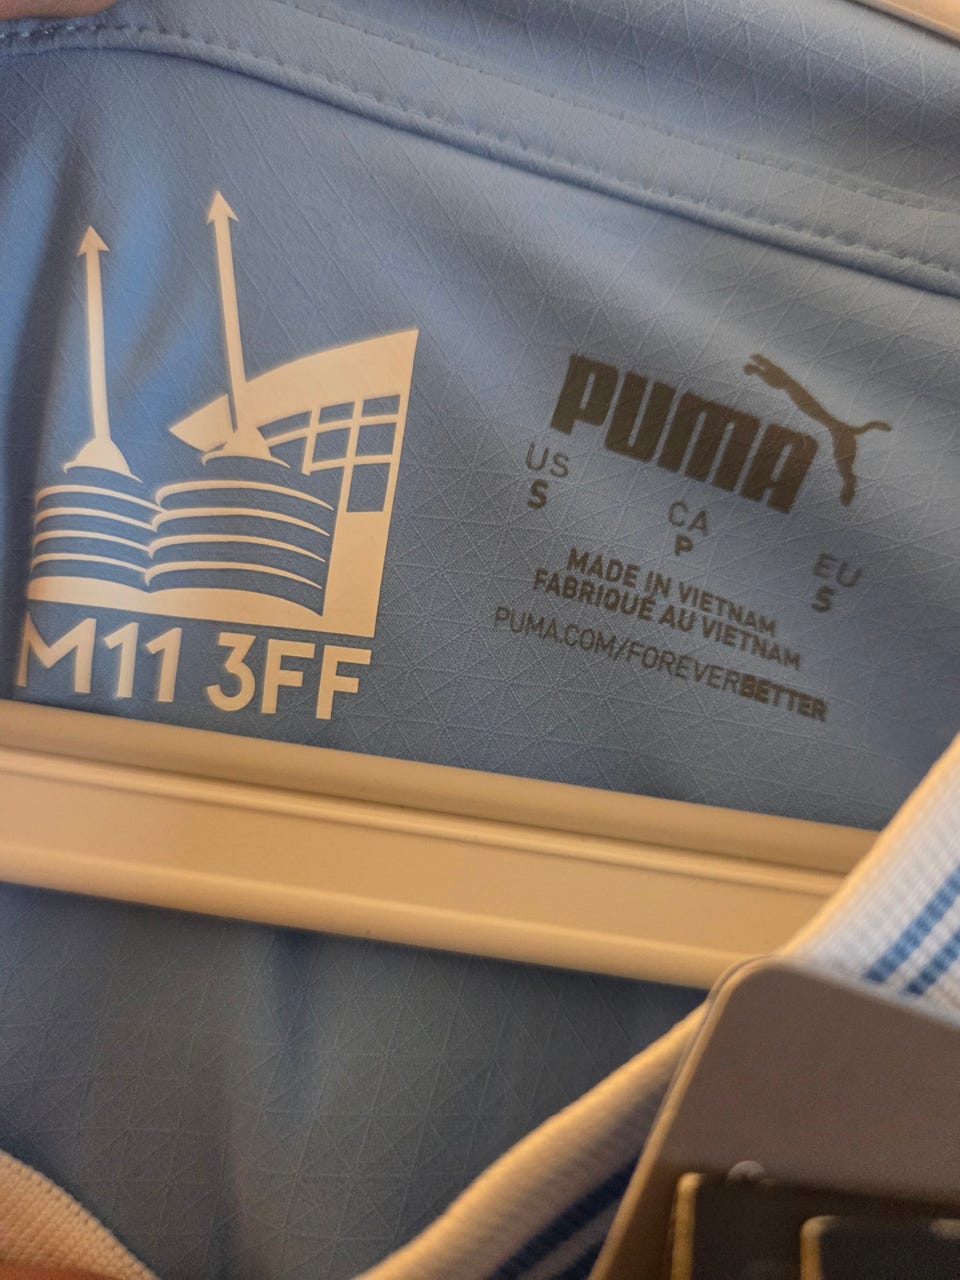 M11 3FF
PUMA
US
S
CA
P
EU
S
MADE IN VIETNAM
FABRIQUÉ AU VIETNAM
PUMA.COM/FOREVERBETTER